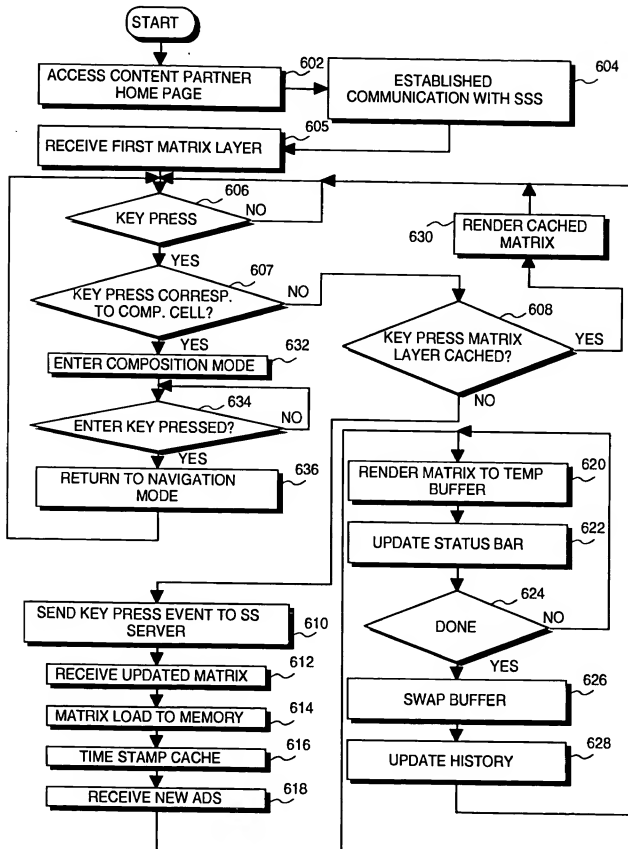 START
ACCESS CONTENT PARTNER
HOME PAGE
602
ESTABLISHED
COMMUNICATION WITH SSS
604
RECEIVE FIRST MATRIX LAYER
605
KEY PRESS
606
NO
YES
KEY PRESS CORRESP.
TO COMP. CELL?
607
NO
YES
ENTER COMPOSITION MODE
632
ENTER KEY PRESSED?
634
NO
YES
RETURN TO NAVIGATION
MODE
636
RENDER CACHED
MATRIX
630
KEY PRESS MATRIX
LAYER CACHED?
608
YES
NO
SEND KEY PRESS EVENT TO SS
SERVER
610
RECEIVE UPDATED MATRIX
612
MATRIX LOAD TO MEMORY
614
TIME STAMP CACHE
616
RECEIVE NEW ADS
618
RENDER MATRIX TO TEMP
BUFFER
620
UPDATE STATUS BAR
622
DONE
624
NO
YES
SWAP BUFFER
626
UPDATE HISTORY
628